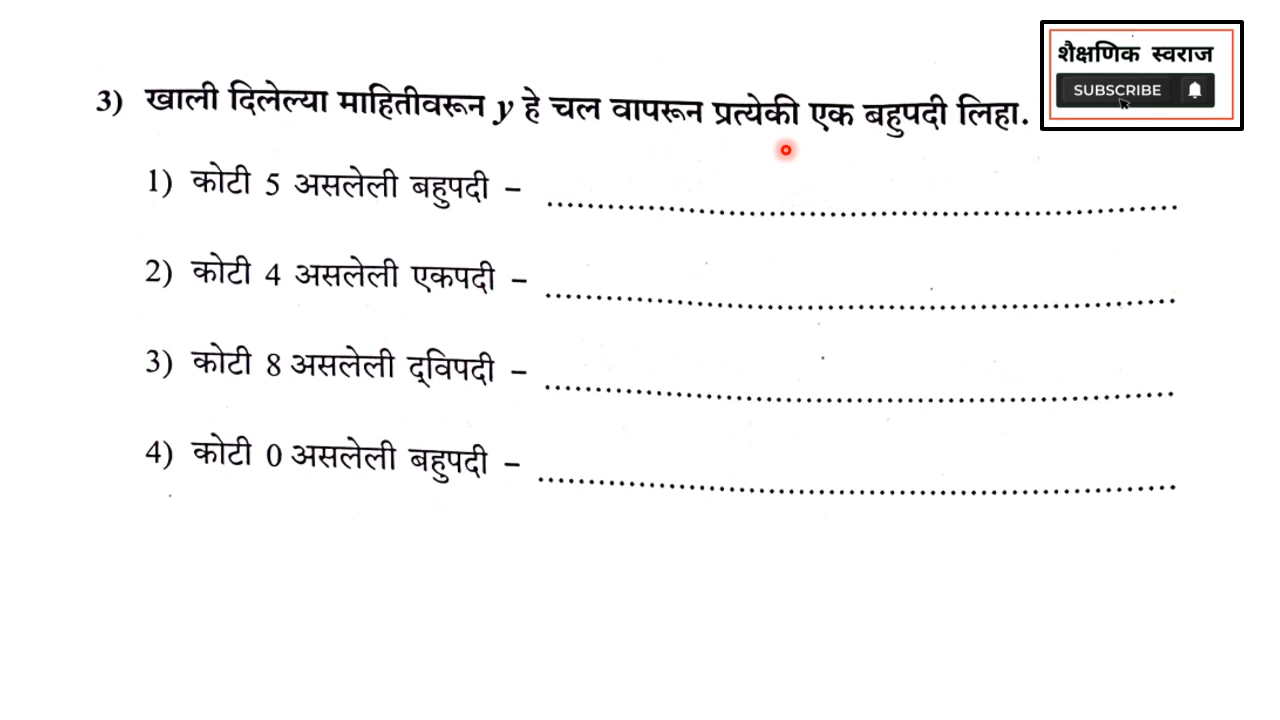 शैक्षणिक स्वराज
SUBSCRIBE
3) खाली दिलेल्या माहितीवरून y हे चल वापरून प्रत्येकी एक बहुपदी लिहा.
1) कोटी 5 असलेली बहुपदी – ........................................................................
2) कोटी 4 असलेली एकपदी – ........................................................................
3) कोटी 8 असलेली द्‌विपदी – ........................................................................
4) कोटी 0 असलेली बहुपदी – ........................................................................